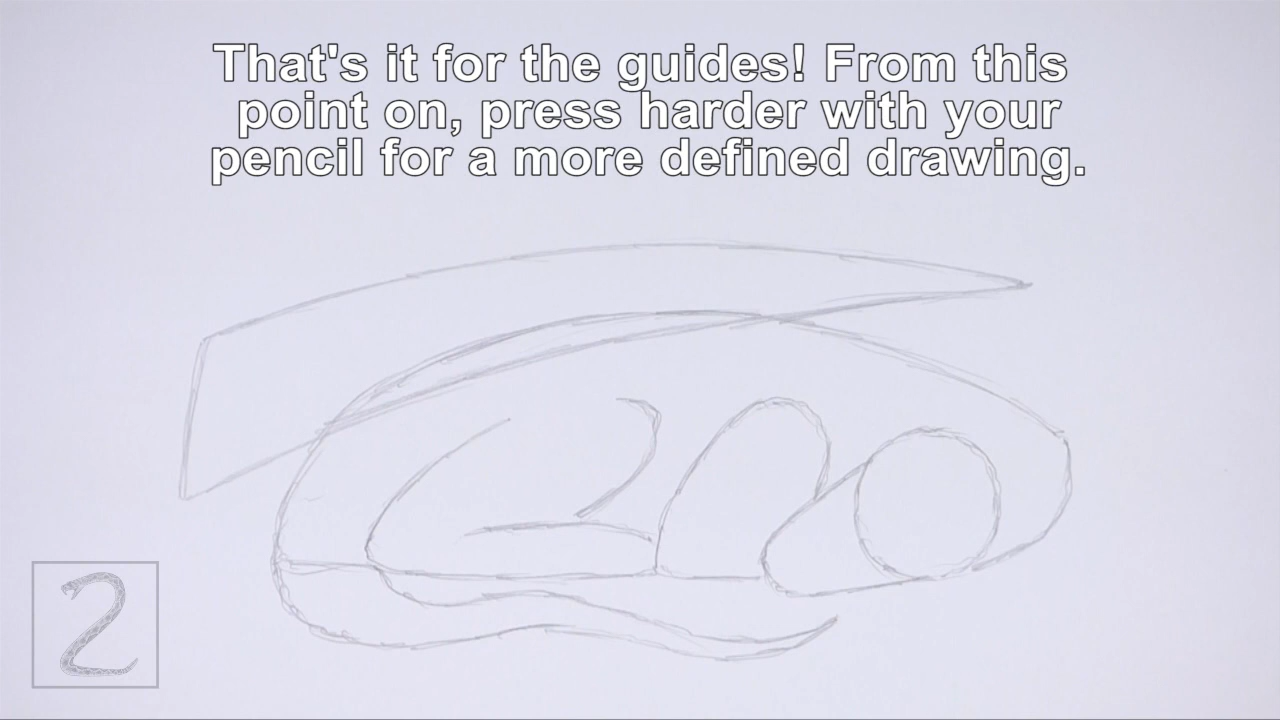 That's it for the guides! From this
point on, press harder with your
pencil for a more defined drawing.
2